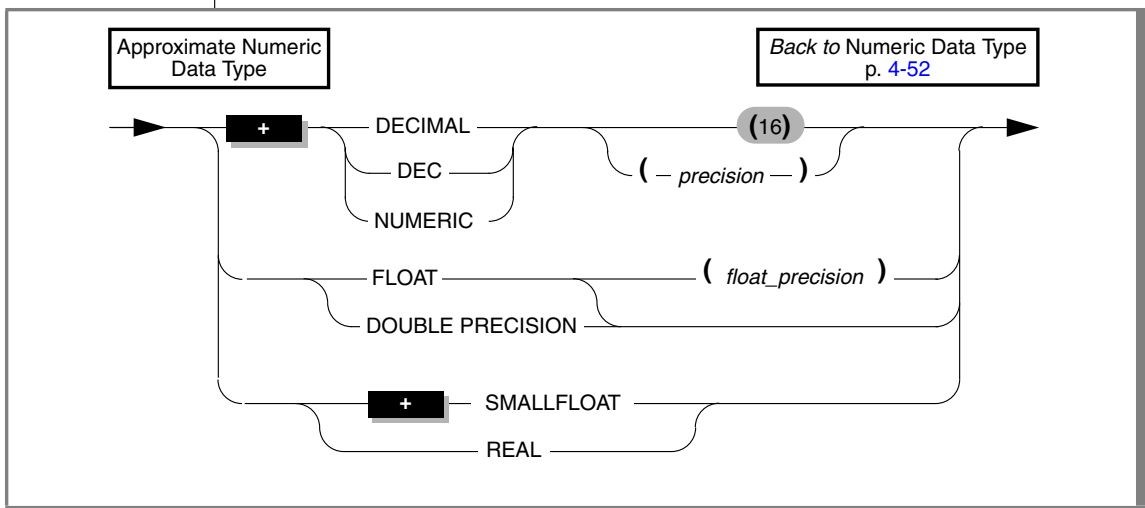 Approximate Numeric
Data Type
Back to Numeric Data Type
p. 4-52
+ DECIMAL (16)
DEC ( precision )
NUMERIC
FLOAT ( float_precision )
DOUBLE PRECISION
+ SMALLFLOAT
REAL